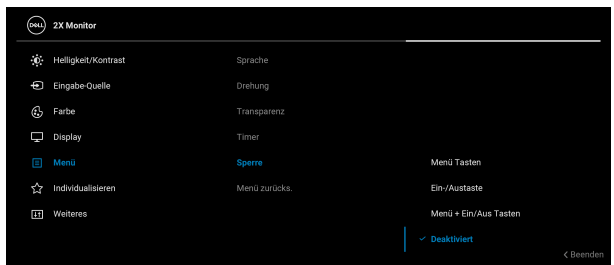 DELL 2X Monitor
Helligkeit/Kontrast Sprache
Eingabe-Quelle Drehung
Farbe Transparenz
Display Timer
Menü Sperre Menü Tasten
Individualisieren Menü zurücks. Ein-/Austaste
Weiteres Menü + Ein/Aus Tasten
Deaktiviert
Beenden